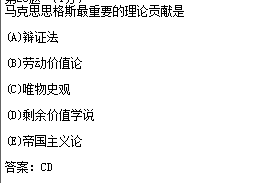 马克思恩格斯最重要的理论贡献是
(A)辩证法
(B)劳动价值论
(C)唯物史观
(D)剩余价值学说
(E)帝国主义论
答案：CD